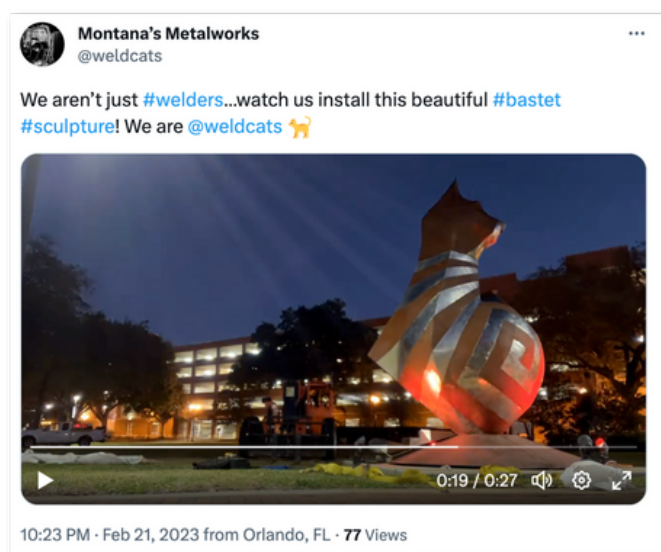 Montana's Metalworks
@weldcats
We aren't just #welders...watch us install this beautiful #bastet
#sculpture! We are @weldcats 🐈
0:19 / 0:27
10:23 PM · Feb 21, 2023 from Orlando, FL · 77 Views